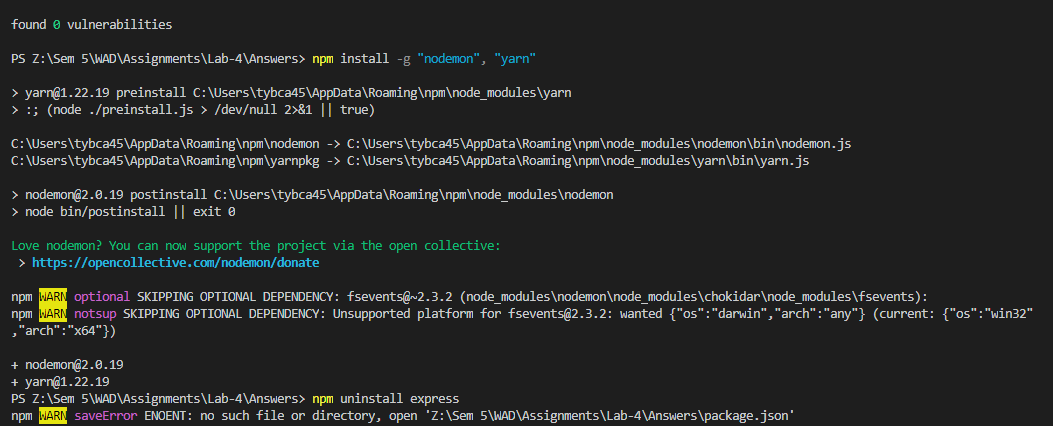 found 0 vulnerabilities
PS Z:\Sem 5\WAD\Assignments\Lab-4\Answers> npm install -g "nodemon", "yarn"
> yarn@1.22.19 preinstall C:\Users\tybca45\AppData\Roaming\npm\node_modules\yarn
> :; (node ./preinstall.js > /dev/null 2>&1 || true)
C:\Users\tybca45\AppData\Roaming\npm\nodemon -> C:\Users\tybca45\AppData\Roaming\npm\node_modules\nodemon\bin\nodemon.js
C:\Users\tybca45\AppData\Roaming\npm\yarnpkg -> C:\Users\tybca45\AppData\Roaming\npm\node_modules\yarn\bin\yarn.js
> nodemon@2.0.19 postinstall C:\Users\tybca45\AppData\Roaming\npm\node_modules\nodemon
> node bin/postinstall || exit 0
Love nodemon? You can now support the project via the open collective:
> https://opencollective.com/nodemon/donate
npm WARN optional SKIPPING OPTIONAL DEPENDENCY: fsevents@~2.3.2 (node_modules\nodemon\node_modules\chokidar\node_modules\fsevents):
npm WARN notsup SKIPPING OPTIONAL DEPENDENCY: Unsupported platform for fsevents@2.3.2: wanted {"os":"darwin","arch":"any"} (current: {"os":"win32"
,"arch":"x64"})
+ nodemon@2.0.19
+ yarn@1.22.19
PS Z:\Sem 5\WAD\Assignments\Lab-4\Answers> npm uninstall express
npm WARN saveError ENOENT: no such file or directory, open 'Z:\Sem 5\WAD\Assignments\Lab-4\Answers\package.json'